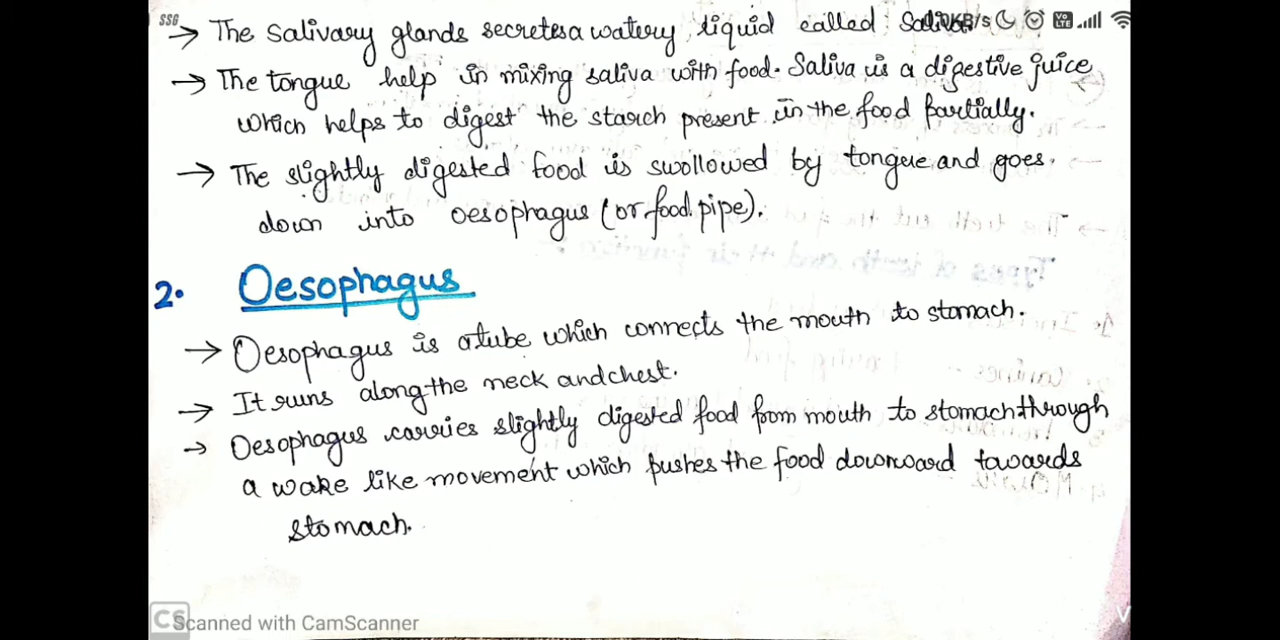 SSG
→ The Salivary glands secretes a watery liquid called
→ The tongue help in mixing saliva with food. Saliva is a digestive juice
which helps to digest the starch present in the food partially.
→ The slightly digested food is swollowed by tongue and goes
down into oesophagus (or food pipe).
2. Oesophagus
→ Oesophagus is a tube which connects the mouth to stomach.
→ It runs along the neck and chest.
→ Oesophagus carries slightly digested food from mouth to stomach through
a wake like movement which pushes the food downward towards
stomach.
CS Scanned with CamScanner